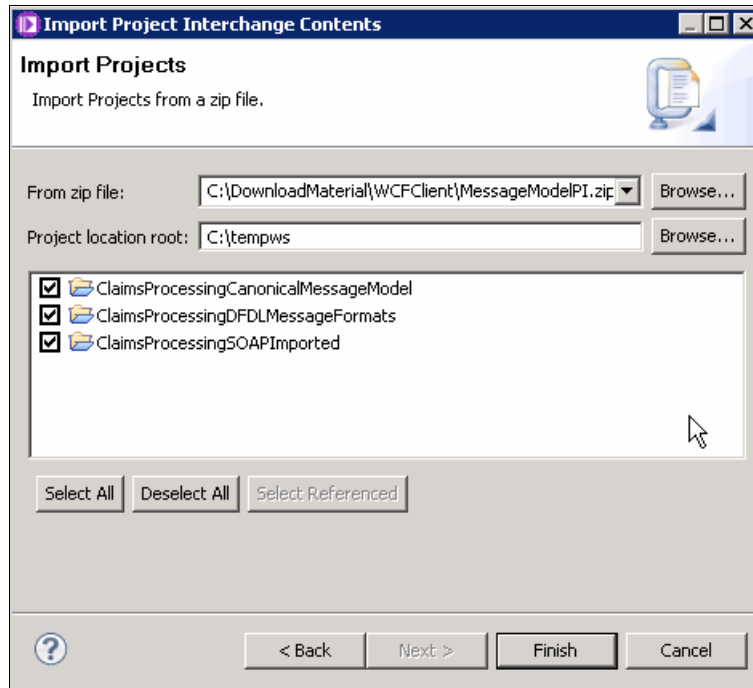 Import Project Interchange Contents
Import Projects
Import Projects from a zip file.
From zip file: C:\DownloadMaterial\WCFClient\MessageModelPI.zip Browse...
Project location root: C:\tempws Browse...
ClaimsProcessingCanonicalMessageModel
ClaimsProcessingDFDLMessageFormats
ClaimsProcessingSOAPImported
Select All Deselect All Select Referenced
? < Back Next > Finish Cancel